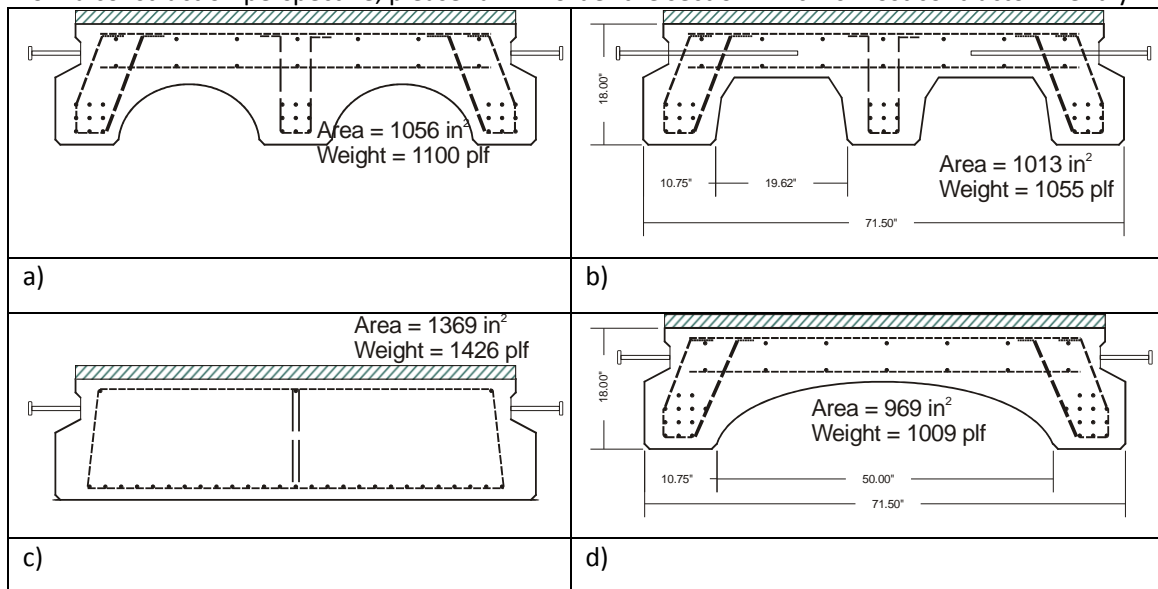 Area = 1056 in²
Weight = 1100 plf
a)
18.00"
10.75"
19.62"
71.50"
Area = 1013 in²
Weight = 1055 plf
b)
Area = 1369 in²
Weight = 1426 plf
c)
18.00"
Area = 969 in²
Weight = 1009 plf
10.75"
50.00"
71.50"
d)